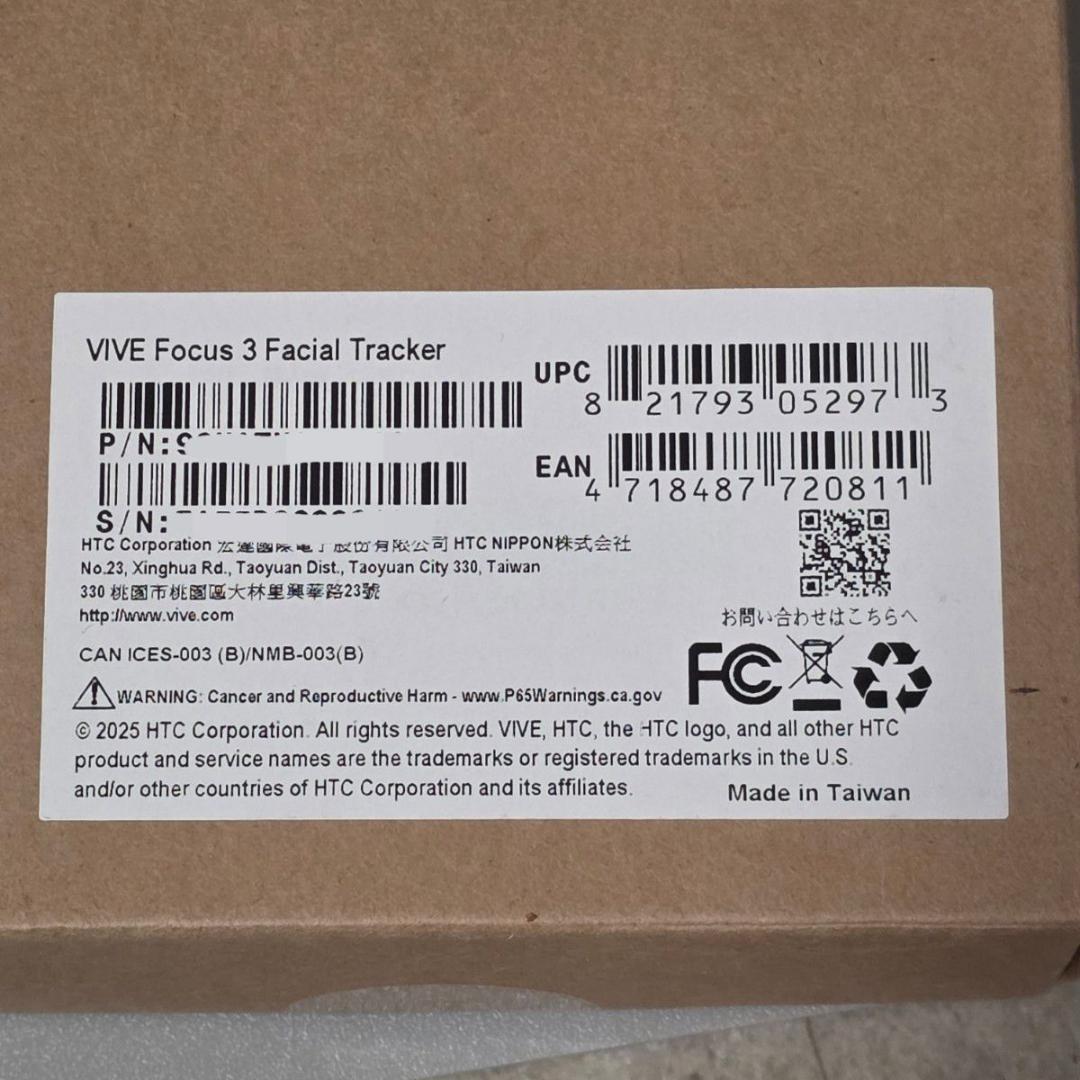 VIVE Focus 3 Facial Tracker
P/N:
S/N:
UPC
8 21793 05297 3
EAN
4 718487 720811
HTC Corporation 宏達國際電子股份有限公司 HTC NIPPON株式会社
No.23, Xinghua Rd., Taoyuan Dist., Taoyuan City 330, Taiwan
330 桃園市桃園區大林里興華路23號
http://www.vive.com
お問い合わせはこちらへ
CAN ICES-003 (B)/NMB-003(B)
FC
WARNING: Cancer and Reproductive Harm - www.P65Warnings.ca.gov
© 2025 HTC Corporation. All rights reserved. VIVE, HTC, the HTC logo, and all other HTC
product and service names are the trademarks or registered trademarks in the U.S.
and/or other countries of HTC Corporation and its affiliates.
Made in Taiwan